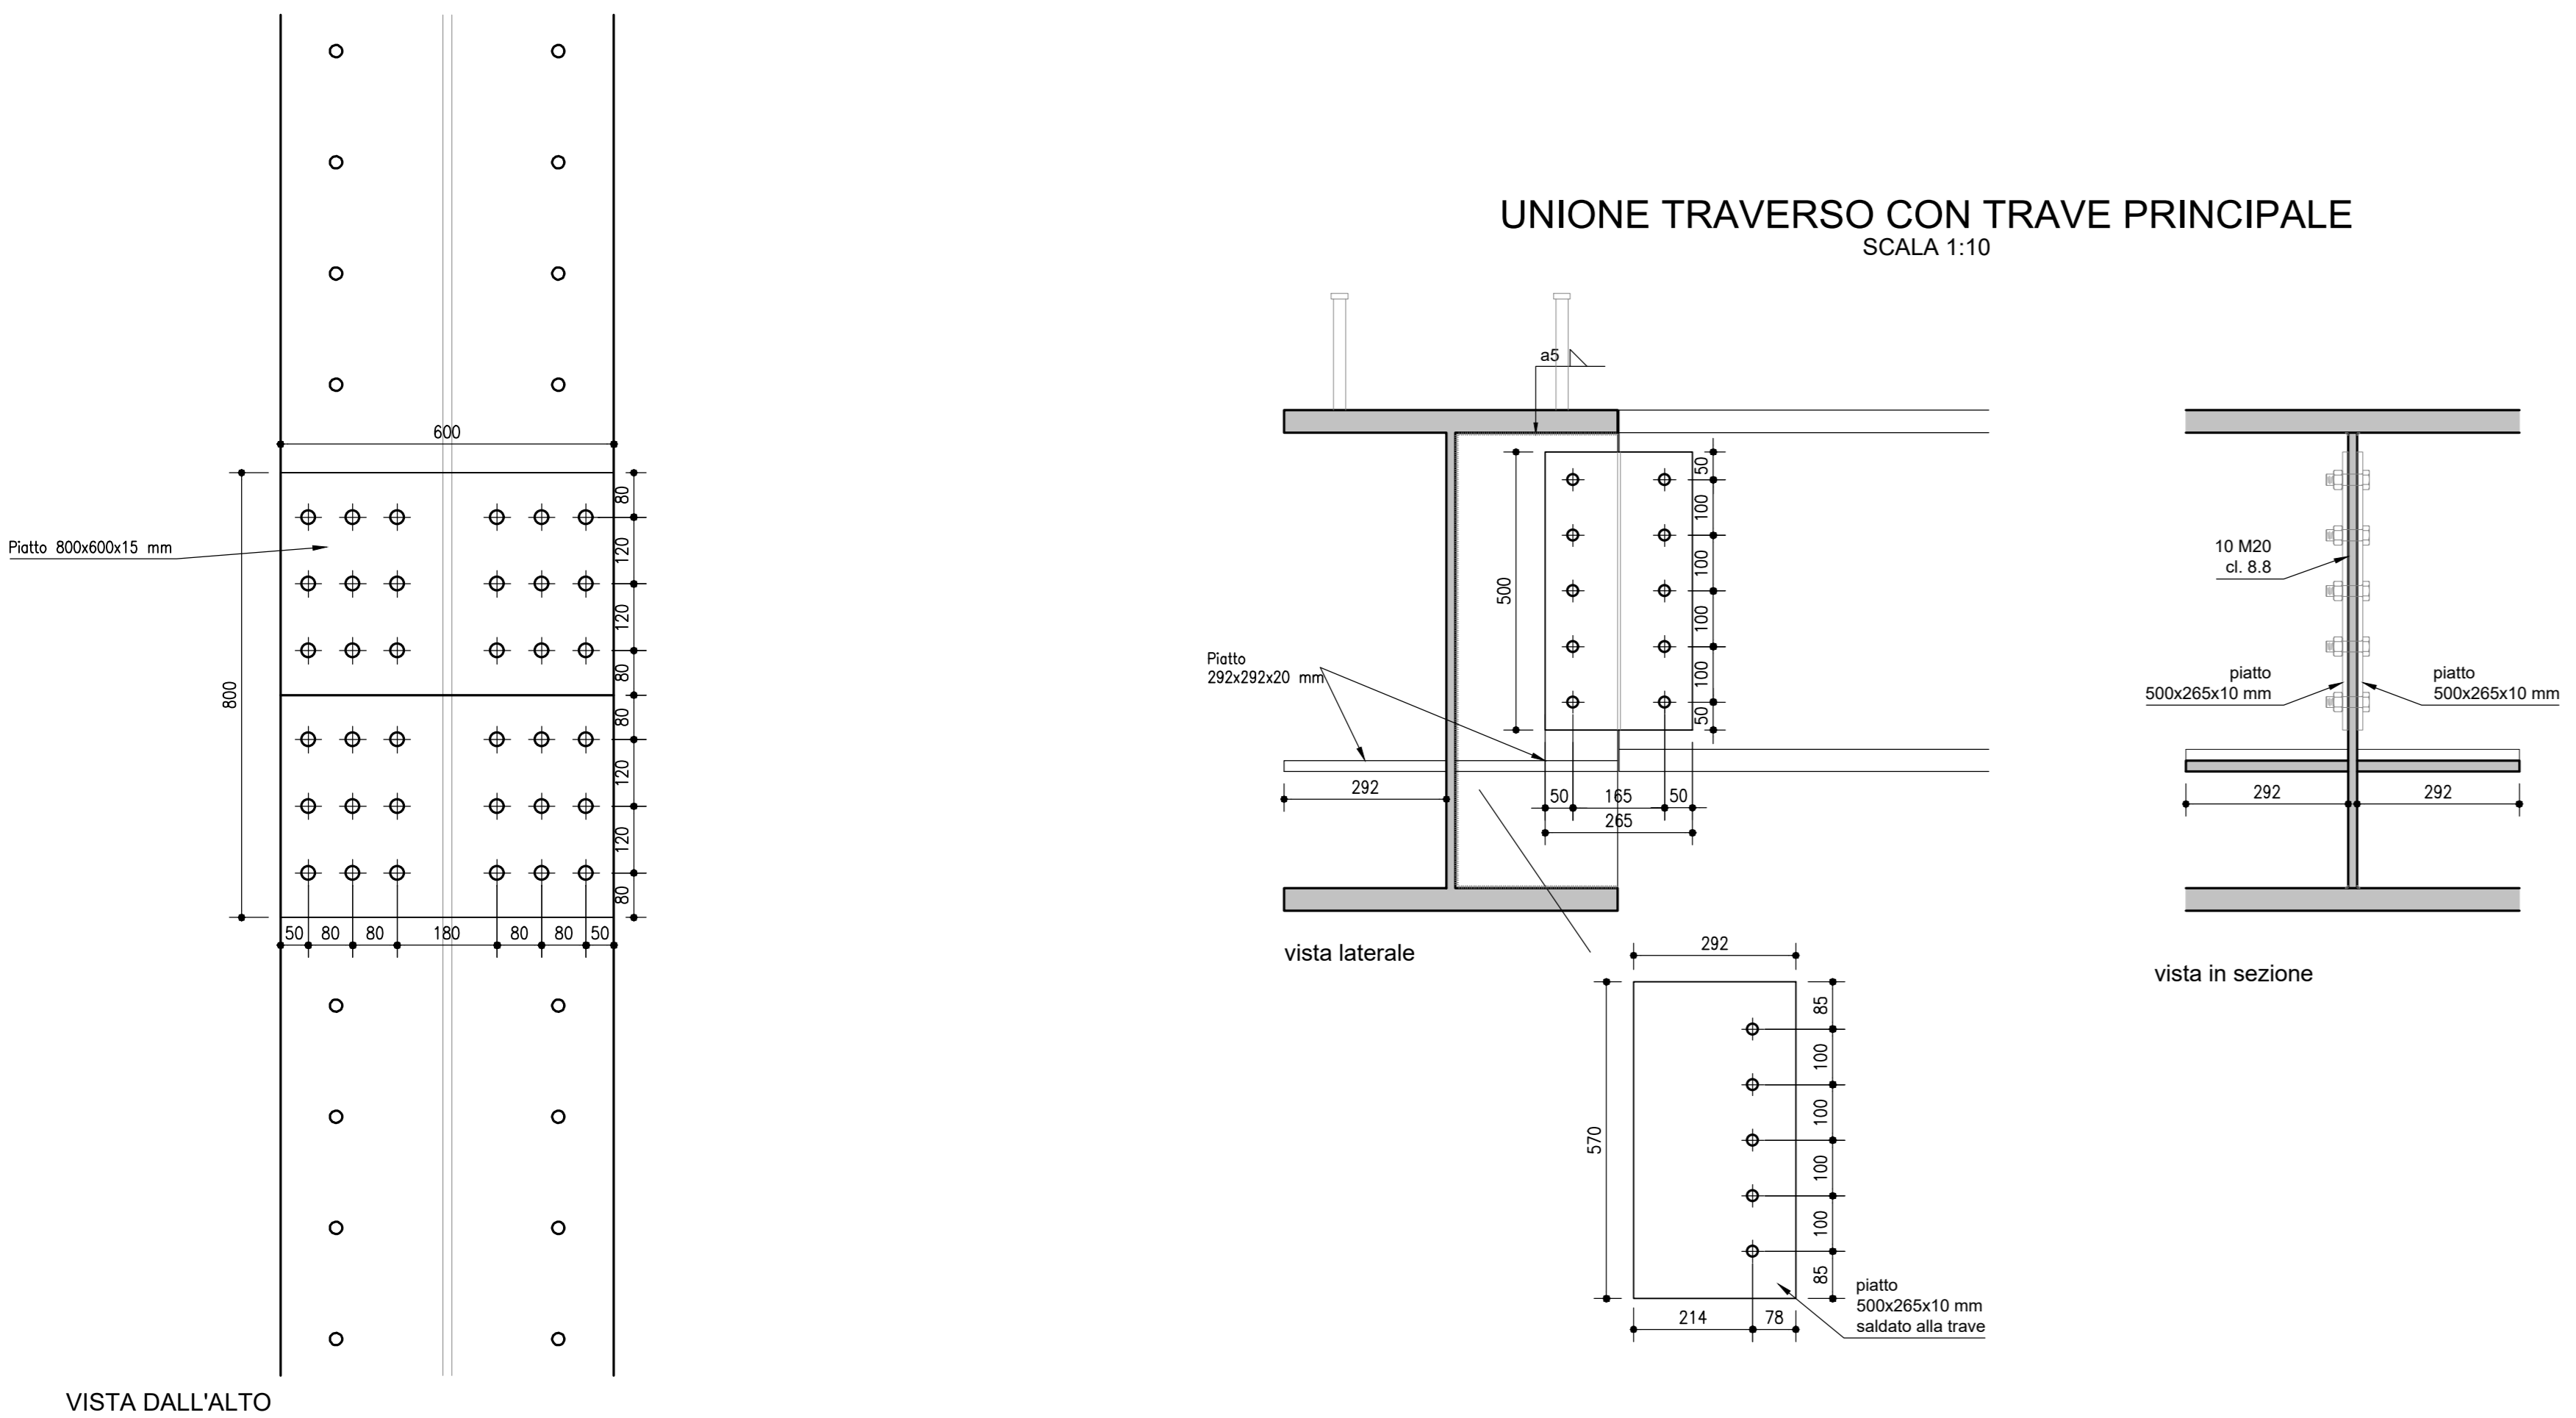 600
80
120
120
80
80
120
120
80
800
Piatto 800x600x15 mm
50 80 80 180 80 80 50
VISTA DALL'ALTO
UNIONE TRAVERSO CON TRAVE PRINCIPALE
SCALA 1:10
a5
50
100
100
100
100
50
500
Piatto
292x292x20 mm
292
50 165 50
265
vista laterale
10 M20
cl. 8.8
piatto
500x265x10 mm
piatto
500x265x10 mm
292 292
vista in sezione
292
85
100
100
100
100
85
570
214 78
piatto
500x265x10 mm
saldato alla trave